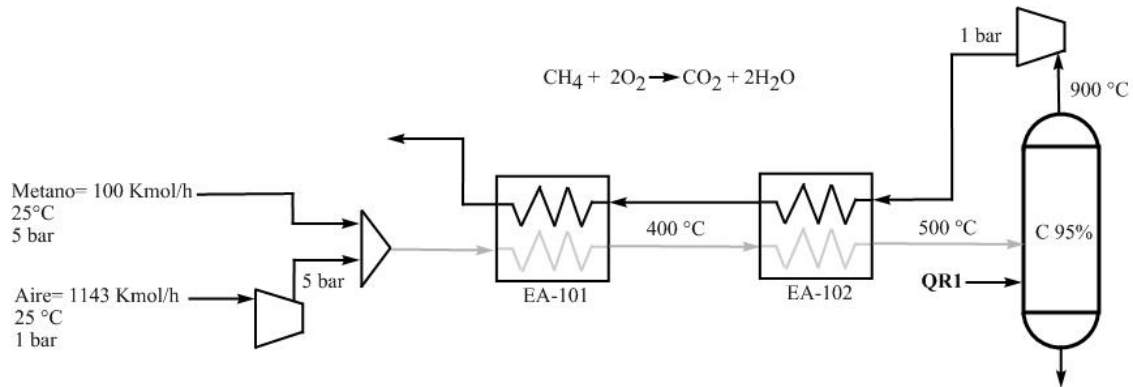 1 bar
CH4 + 2O2 → CO2 + 2H2O
900 °C
Metano= 100 Kmol/h
25°C
5 bar
400 °C
500 °C
C 95%
5 bar
QR1
EA-101
EA-102
Aire= 1143 Kmol/h
25 °C
1 bar